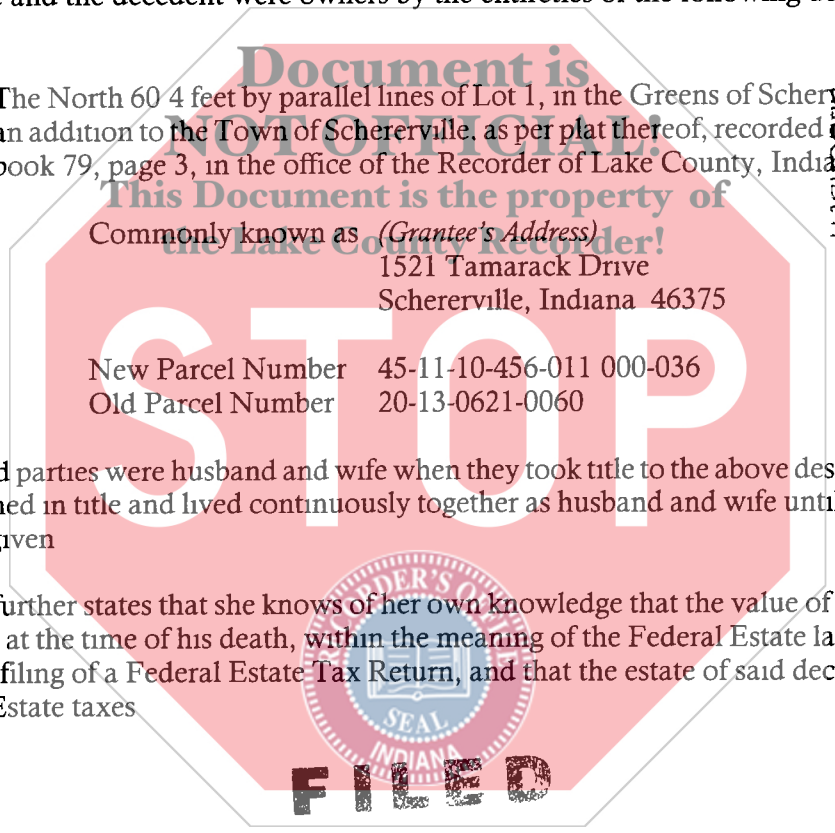 and the decedent were owners by the entireties of the following
Document is
The North 60 4 feet by parallel lines of Lot 1, in the Greens of Scher
an addition to the Town of Schererville, as per plat thereof, recorded
NOT OFFICIAL!
book 79, page 3, in the office of the Recorder of Lake County, India
This Document is the property of
Commonly known as (Grantee's Address)
the Lake County Recorder!
1521 Tamarack Drive
Schererville, Indiana 46375
STOP
New Parcel Number 45-11-10-456-011 000-036
Old Parcel Number 20-13-0621-0060
d parties were husband and wife when they took title to the above des
ned in title and lived continuously together as husband and wife until
given
further states that she knows of her own knowledge that the value of
at the time of his death, within the meaning of the Federal Estate la
filing of a Federal Estate Tax Return, and that the estate of said dec
Estate taxes
RECORDER'S OF
SEAL
INDIANA
FILED